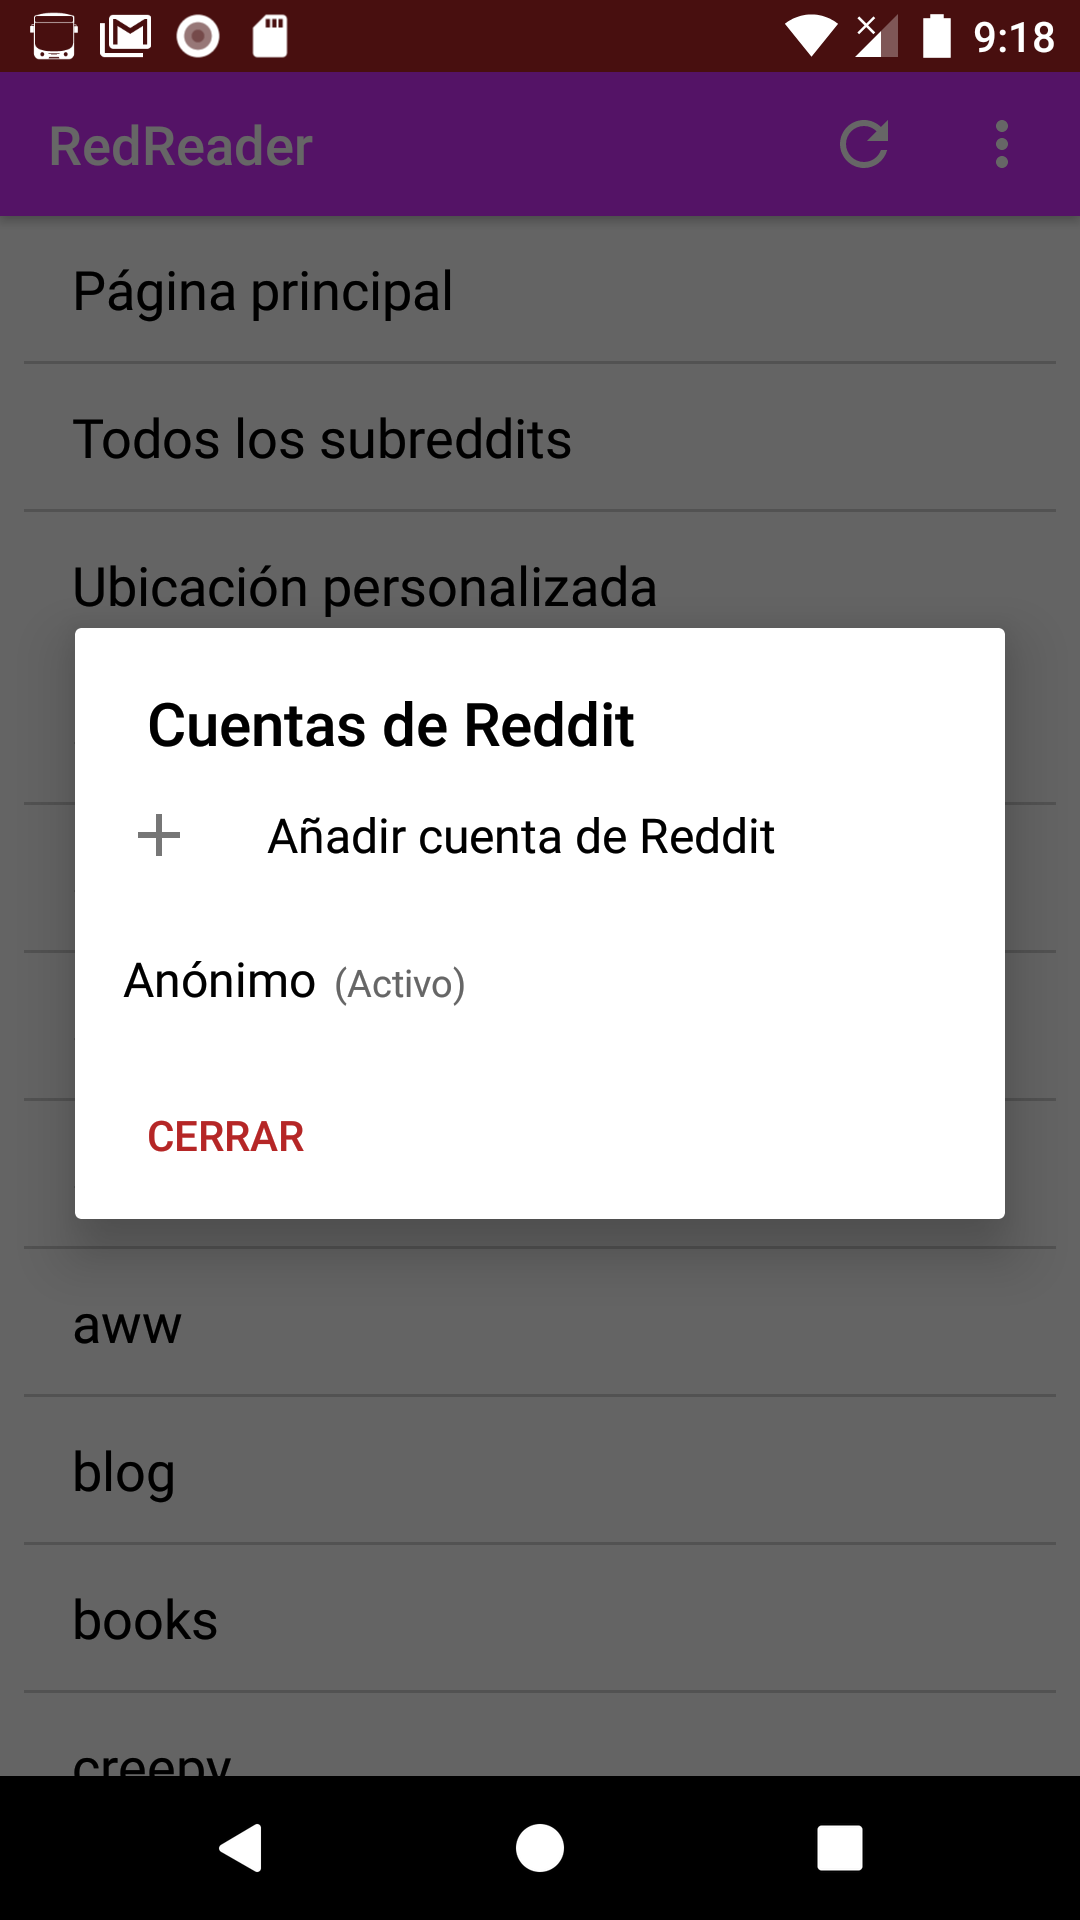 9:18
RedReader
Página principal
Todos los subreddits
Ubicación personalizada
Cuentas de Reddit
Añadir cuenta de Reddit
Anónimo (Activo)
CERRAR
aww
blog
books
creepy